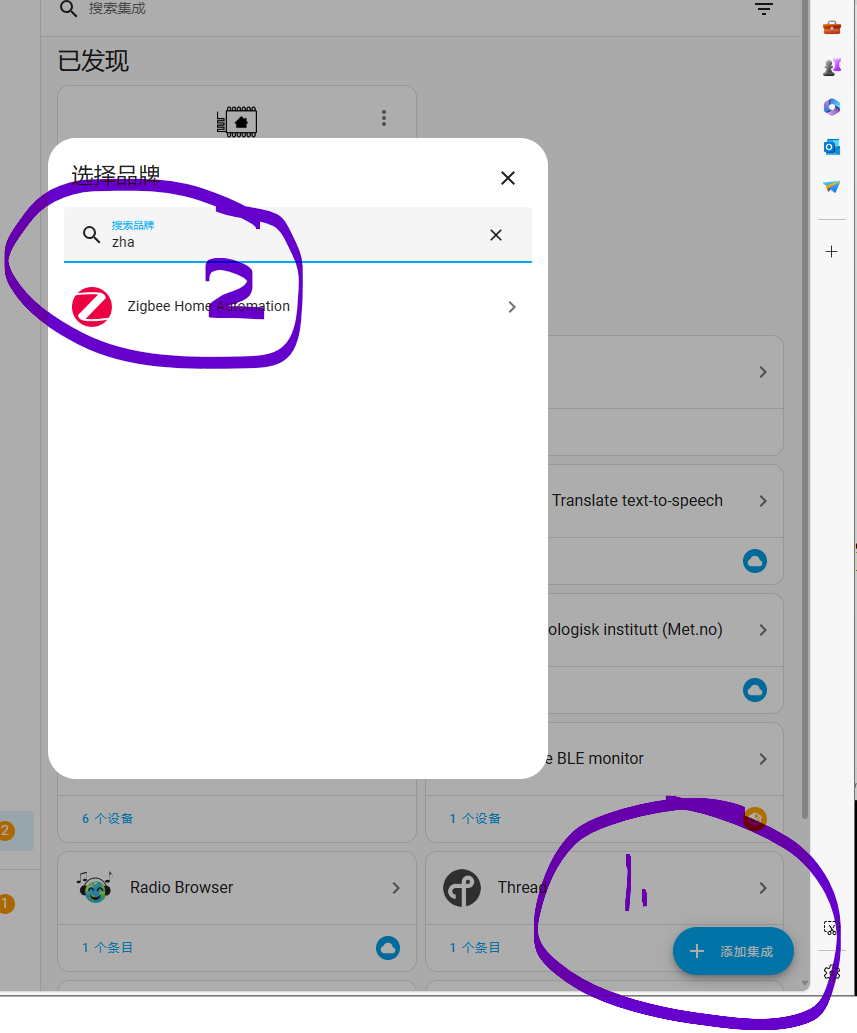 搜索集成
已发现
选择品牌
搜索品牌
zha
2
Zigbee Home Automation
Translate text-to-speech
ologisk institutt (Met.no)
e BLE monitor
6 个设备
1 个设备
2
1.
Radio Browser
Thread
1
1 个条目
1 个条目
添加集成